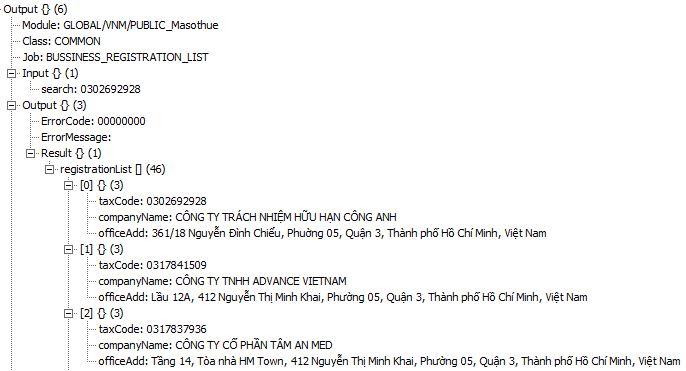 Output {} (6)
Module: GLOBAL/VNM/PUBLIC_Masothue
Class: COMMON
Job: BUSSINESS_REGISTRATION_LIST
Input {} (1)
search: 0302692928
Output {} (3)
ErrorCode: 00000000
ErrorMessage:
Result {} (1)
registrationList [] (46)
[0] {} (3)
taxCode: 0302692928
companyName: CÔNG TY TRÁCH NHIỆM HỮU HẠN CÔNG ANH
officeAdd: 361/18 Nguyễn Đình Chiểu, Phường 05, Quận 3, Thành phố Hồ Chí Minh, Việt Nam
[1] {} (3)
taxCode: 0317841509
companyName: CÔNG TY TNHH ADVANCE VIETNAM
officeAdd: Lầu 12A, 412 Nguyễn Thị Minh Khai, Phường 05, Quận 3, Thành phố Hồ Chí Minh, Việt Nam
[2] {} (3)
taxCode: 0317837936
companyName: CÔNG TY CỔ PHẦN TÂM AN MED
officeAdd: Tầng 14, Tòa nhà HM Town, 412 Nguyễn Thị Minh Khai, Phường 05, Quận 3, Thành phố Hồ Chí Minh, Việt Nam